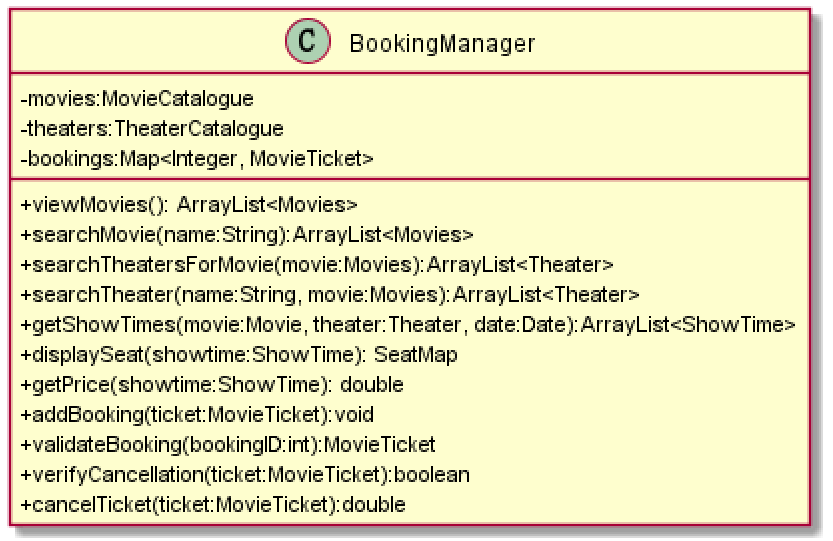 C BookingManager
-movies:MovieCatalogue
-theaters:TheaterCatalogue
-bookings:Map<Integer, MovieTicket>
+viewMovies(): ArrayList<Movies>
+searchMovie(name:String):ArrayList<Movies>
+searchTheatersForMovie(movie:Movies):ArrayList<Theater>
+searchTheater(name:String, movie:Movies):ArrayList<Theater>
+getShowTimes(movie:Movie, theater:Theater, date:Date):ArrayList<ShowTime>
+displaySeat(showtime:ShowTime): SeatMap
+getPrice(showtime:ShowTime): double
+addBooking(ticket:MovieTicket):void
+validateBooking(bookingID:int):MovieTicket
+verifyCancellation(ticket:MovieTicket):boolean
+cancelTicket(ticket:MovieTicket):double